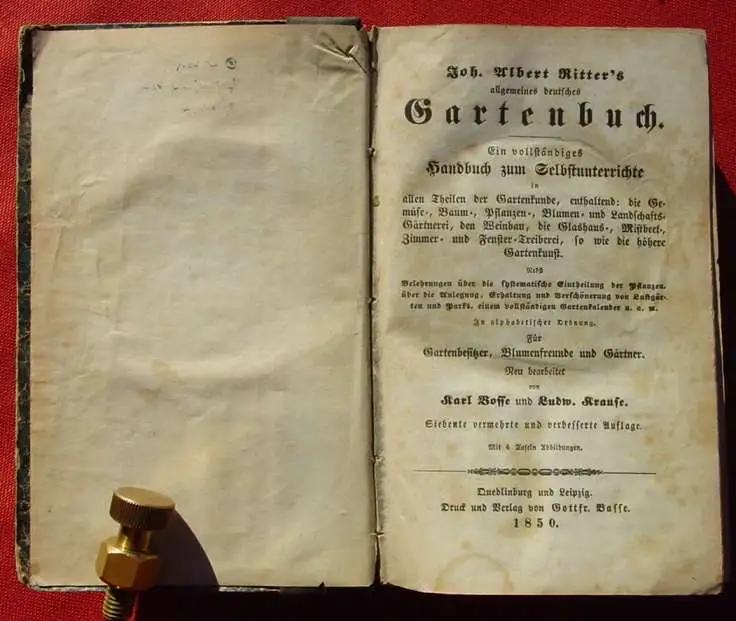 Joh. Albert Ritter's
allgemeines deutsches
Gartenbuch.
Ein vollständiges
Handbuch zum Selbstunterrichte
in
allen Theilen der Gartenkunde, enthaltend: die Ge-
müse-, Baum-, Pflanzen-, Blumen- und Landschafts-
Gärtnerei, den Weinbau, die Glashaus-, Mistbeet-,
Zimmer- und Fenster-Treiberei, so wie die höhere
Gartenkunst.
Nebst
Belehrungen über die systematische Eintheilung der Pflanzen,
über die Anlegung, Erhaltung und Verschönerung von Lustgär-
ten und Parks, einem vollständigen Gartenkalender u. a. m.
In alphabetischer Ordnung.
Für
Gartenbesitzer, Blumenfreunde und Gärtner.
Neu bearbeitet
von
Karl Bosse und Ludw. Krause.
Siebente vermehrte und verbesserte Auflage.
Mit 4 Tafeln Abbildungen.
Quedlinburg und Leipzig.
Druck und Verlag von Gottfr. Basse.
1850.